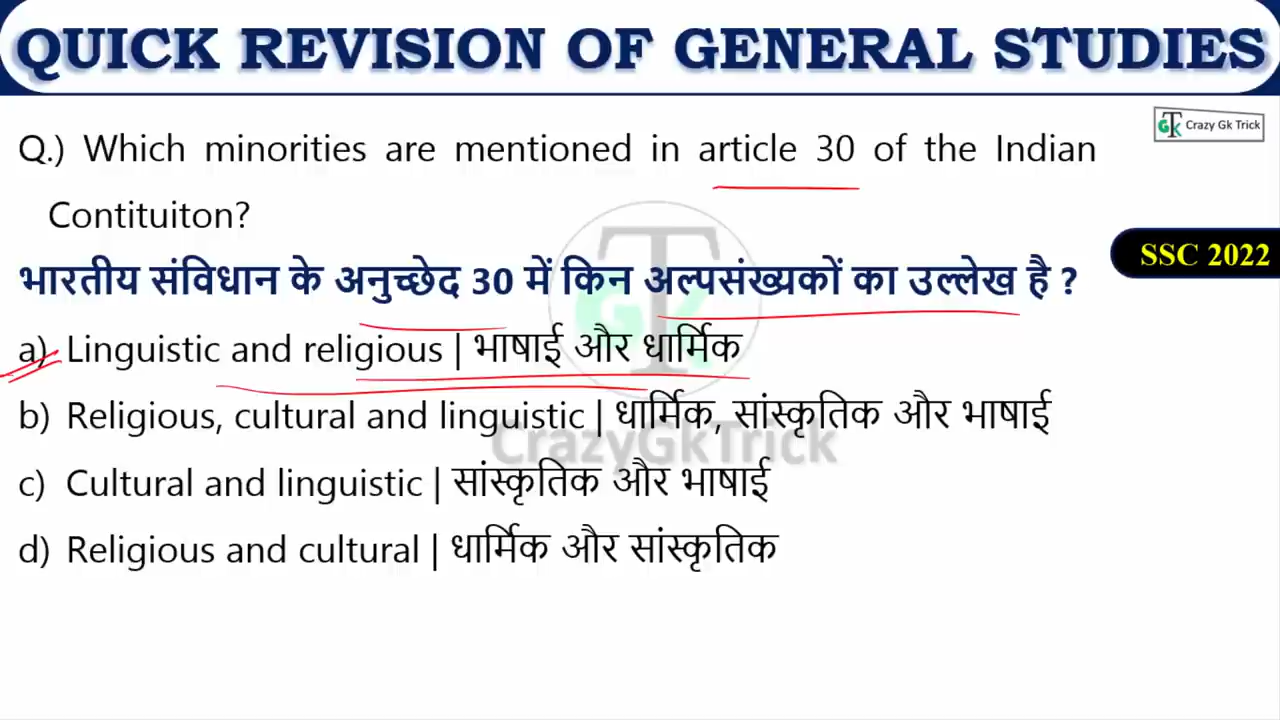 QUICK REVISION OF GENERAL STUDIES
GTK Crazy Gk Trick
Q.) Which minorities are mentioned in article 30 of the Indian
Contituiton?
SSC 2022
भारतीय संविधान के अनुच्छेद 30 में किन अल्पसंख्यकों का उल्लेख है ?
a) Linguistic and religious | भाषाई और धार्मिक
b) Religious, cultural and linguistic | धार्मिक, सांस्कृतिक और भाषाई
CrazyGkTrick
c) Cultural and linguistic | सांस्कृतिक और भाषाई
d) Religious and cultural | धार्मिक और सांस्कृतिक